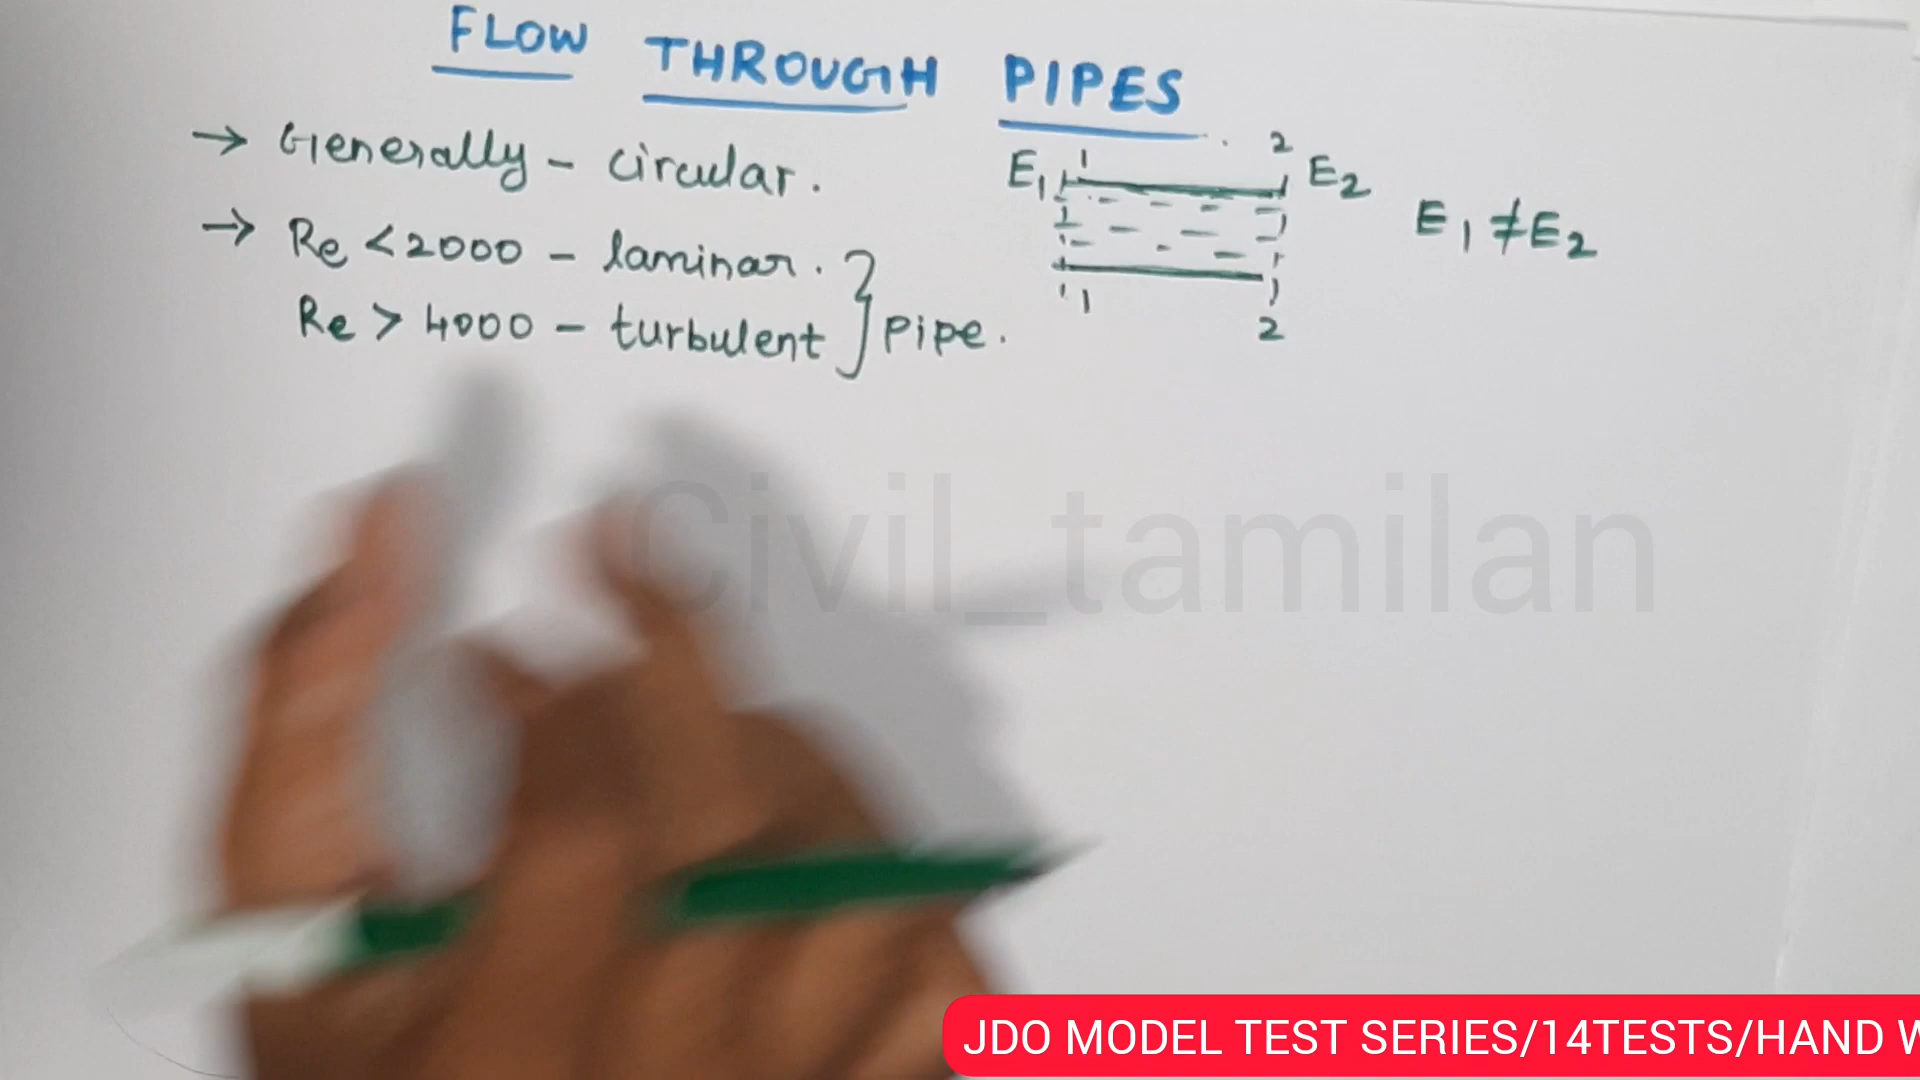 FLOW THROUGH PIPES
→ Generally - circular.
→ Re < 2000 - laminar.
Re > 4000 - turbulent } Pipe.
1 2
E1 E2
E1 ≠ E2
1 2
Civil_tamilan
JDO MODEL TEST SERIES/14TESTS/HAND W